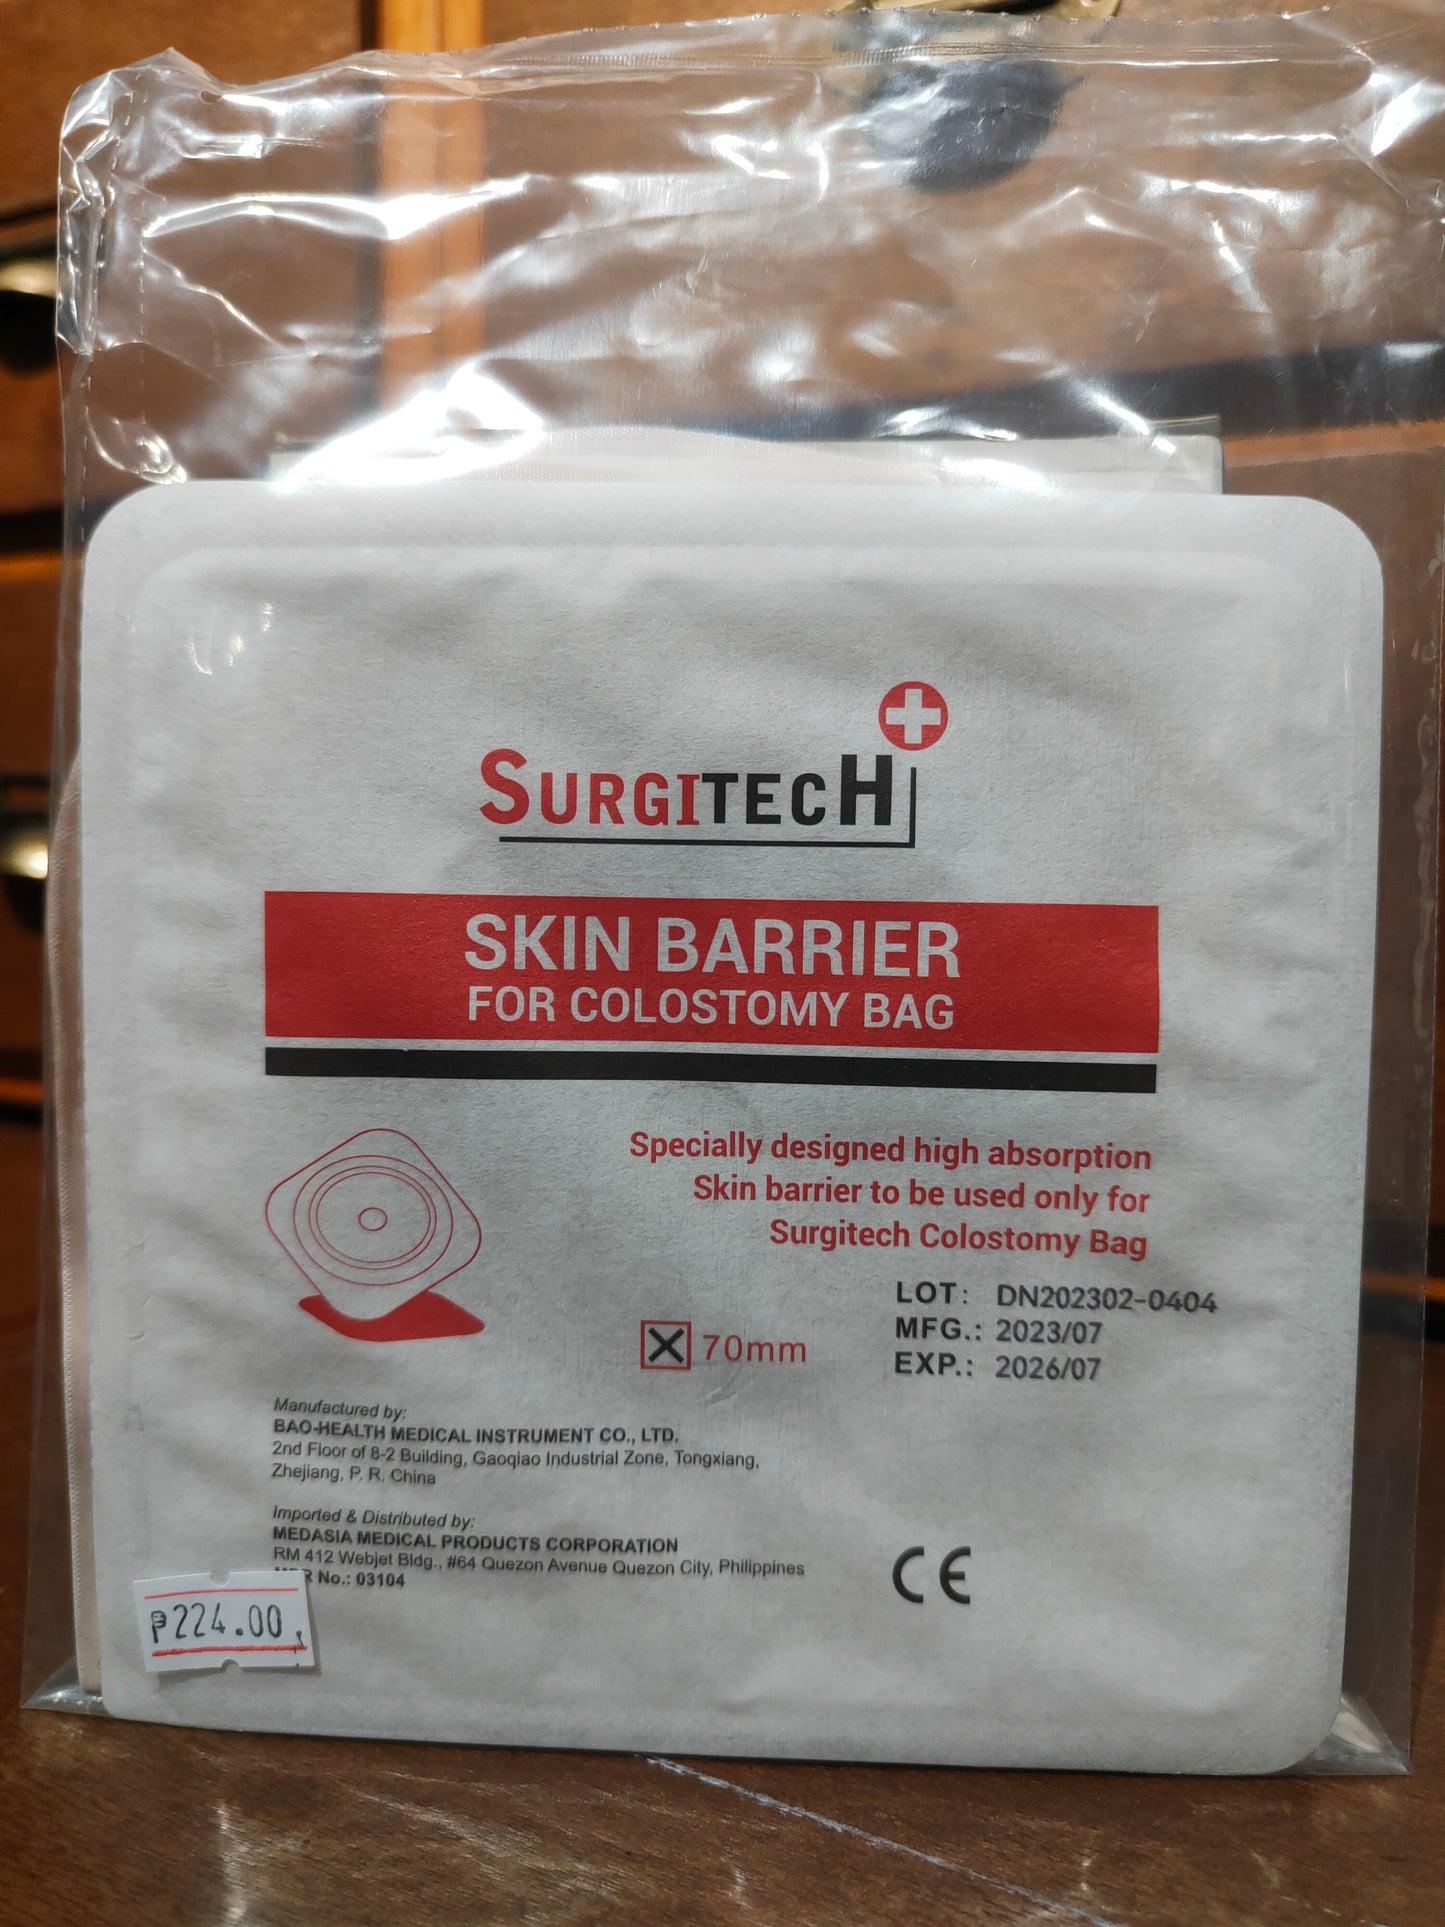 SURGITECH
SKIN BARRIER
FOR COLOSTOMY BAG
Specially designed high absorption
Skin barrier to be used only for
Surgitech Colostomy Bag
LOT: DN202302-0404
MFG.: 2023/07
EXP.: 2026/07
70mm
Manufactured by:
BAO-HEALTH MEDICAL INSTRUMENT CO., LTD.
2nd Floor of 8-2 Building, Gaoqiao Industrial Zone, Tongxiang,
Zhejiang, P. R. China
Imported & Distributed by:
MEDASIA MEDICAL PRODUCTS CORPORATION
RM 412 Webjet Bldg., #64 Quezon Avenue Quezon City, Philippines
No.: 03104
CE
₱224.00